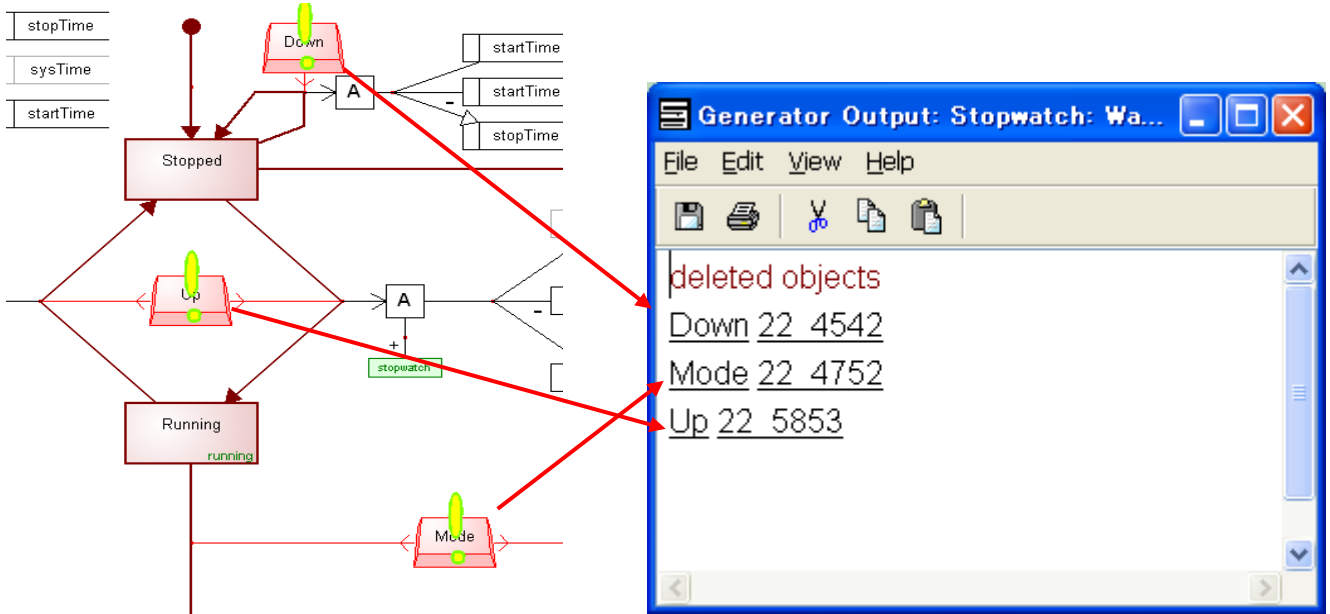 stopTime
sysTime
startTime
Down
A
startTime
startTime
-
stopTime
Stopped
Up
A
-
+
stopwatch
Running
running
Mode
Generator Output: Stopwatch: Wa...
File Edit View Help
deleted objects
Down 22_4542
Mode 22_4752
Up 22_5853